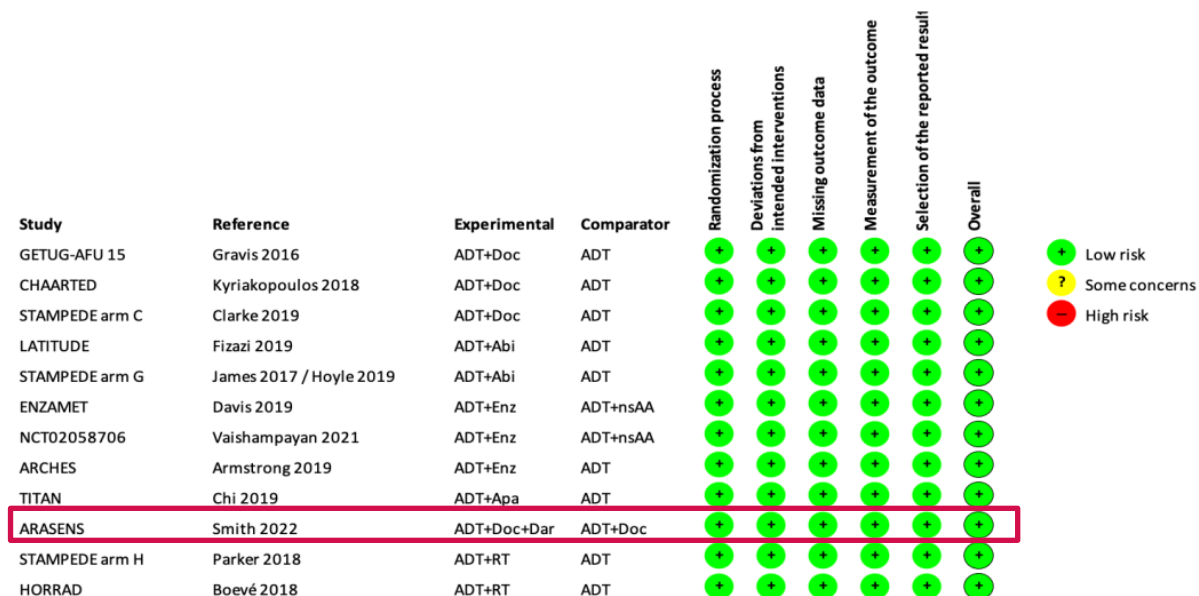 Randomization process
Deviations from
intended interventions
Missing outcome data
Measurement of the outcome
Selection of the reported result
Overall
Study Reference Experimental Comparator
GETUG-AFU 15 Gravis 2016 ADT+Doc ADT + + + + + +
CHAARTED Kyriakopoulos 2018 ADT+Doc ADT + + + + + +
STAMPEDE arm C Clarke 2019 ADT+Doc ADT + + + + + +
LATITUDE Fizazi 2019 ADT+Abi ADT + + + + + +
STAMPEDE arm G James 2017 / Hoyle 2019 ADT+Abi ADT + + + + + +
ENZAMET Davis 2019 ADT+Enz ADT+nsAA + + + + + +
NCT02058706 Vaishampayan 2021 ADT+Enz ADT+nsAA + + + + + +
ARCHES Armstrong 2019 ADT+Enz ADT + + + + + +
TITAN Chi 2019 ADT+Apa ADT + + + + + +
ARASENS Smith 2022 ADT+Doc+Dar ADT+Doc + + + + + +
STAMPEDE arm H Parker 2018 ADT+RT ADT + + + + + +
HORRAD Boevé 2018 ADT+RT ADT + + + + + +
+ Low risk
? Some concerns
– High risk